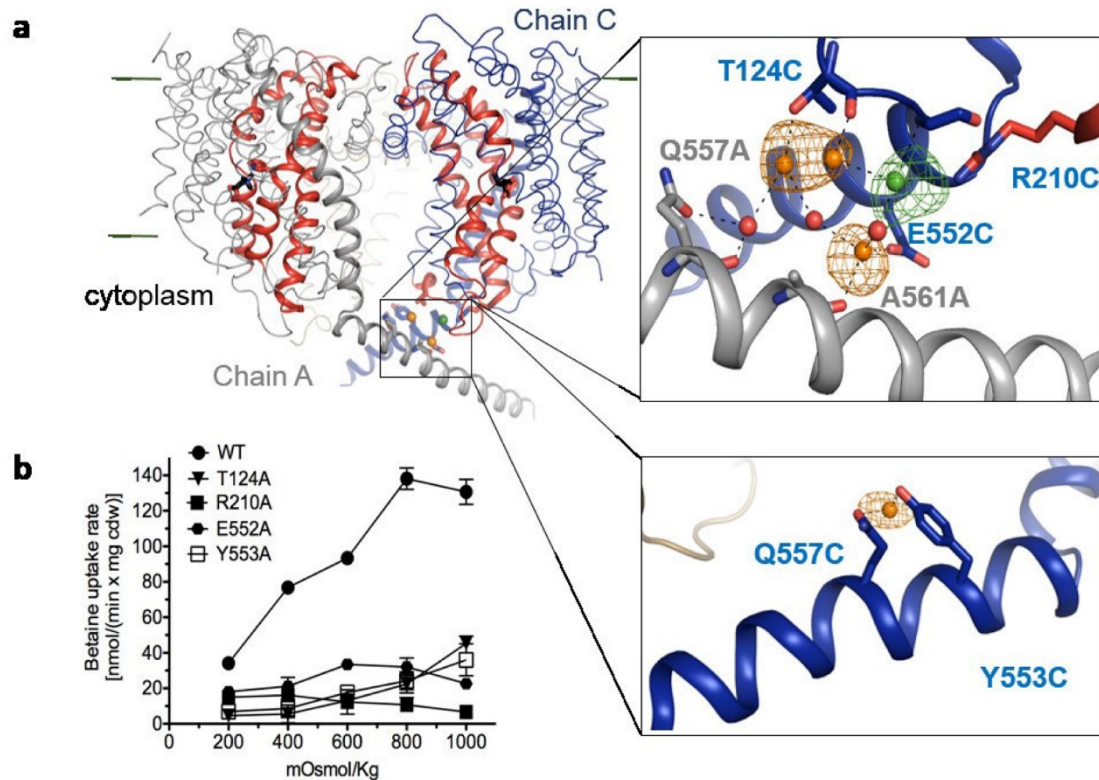 a
Chain C
cytoplasm
Chain A
T124C
Q557A
R210C
E552C
A561A
Q557C
Y553C
b
WT
T124A
R210A
E552A
Y553A
Betaine uptake rate
[nmol/(min x mg cdw)]
140
120
100
80
60
40
20
0
0 200 400 600 800 1000
mOsmol/Kg